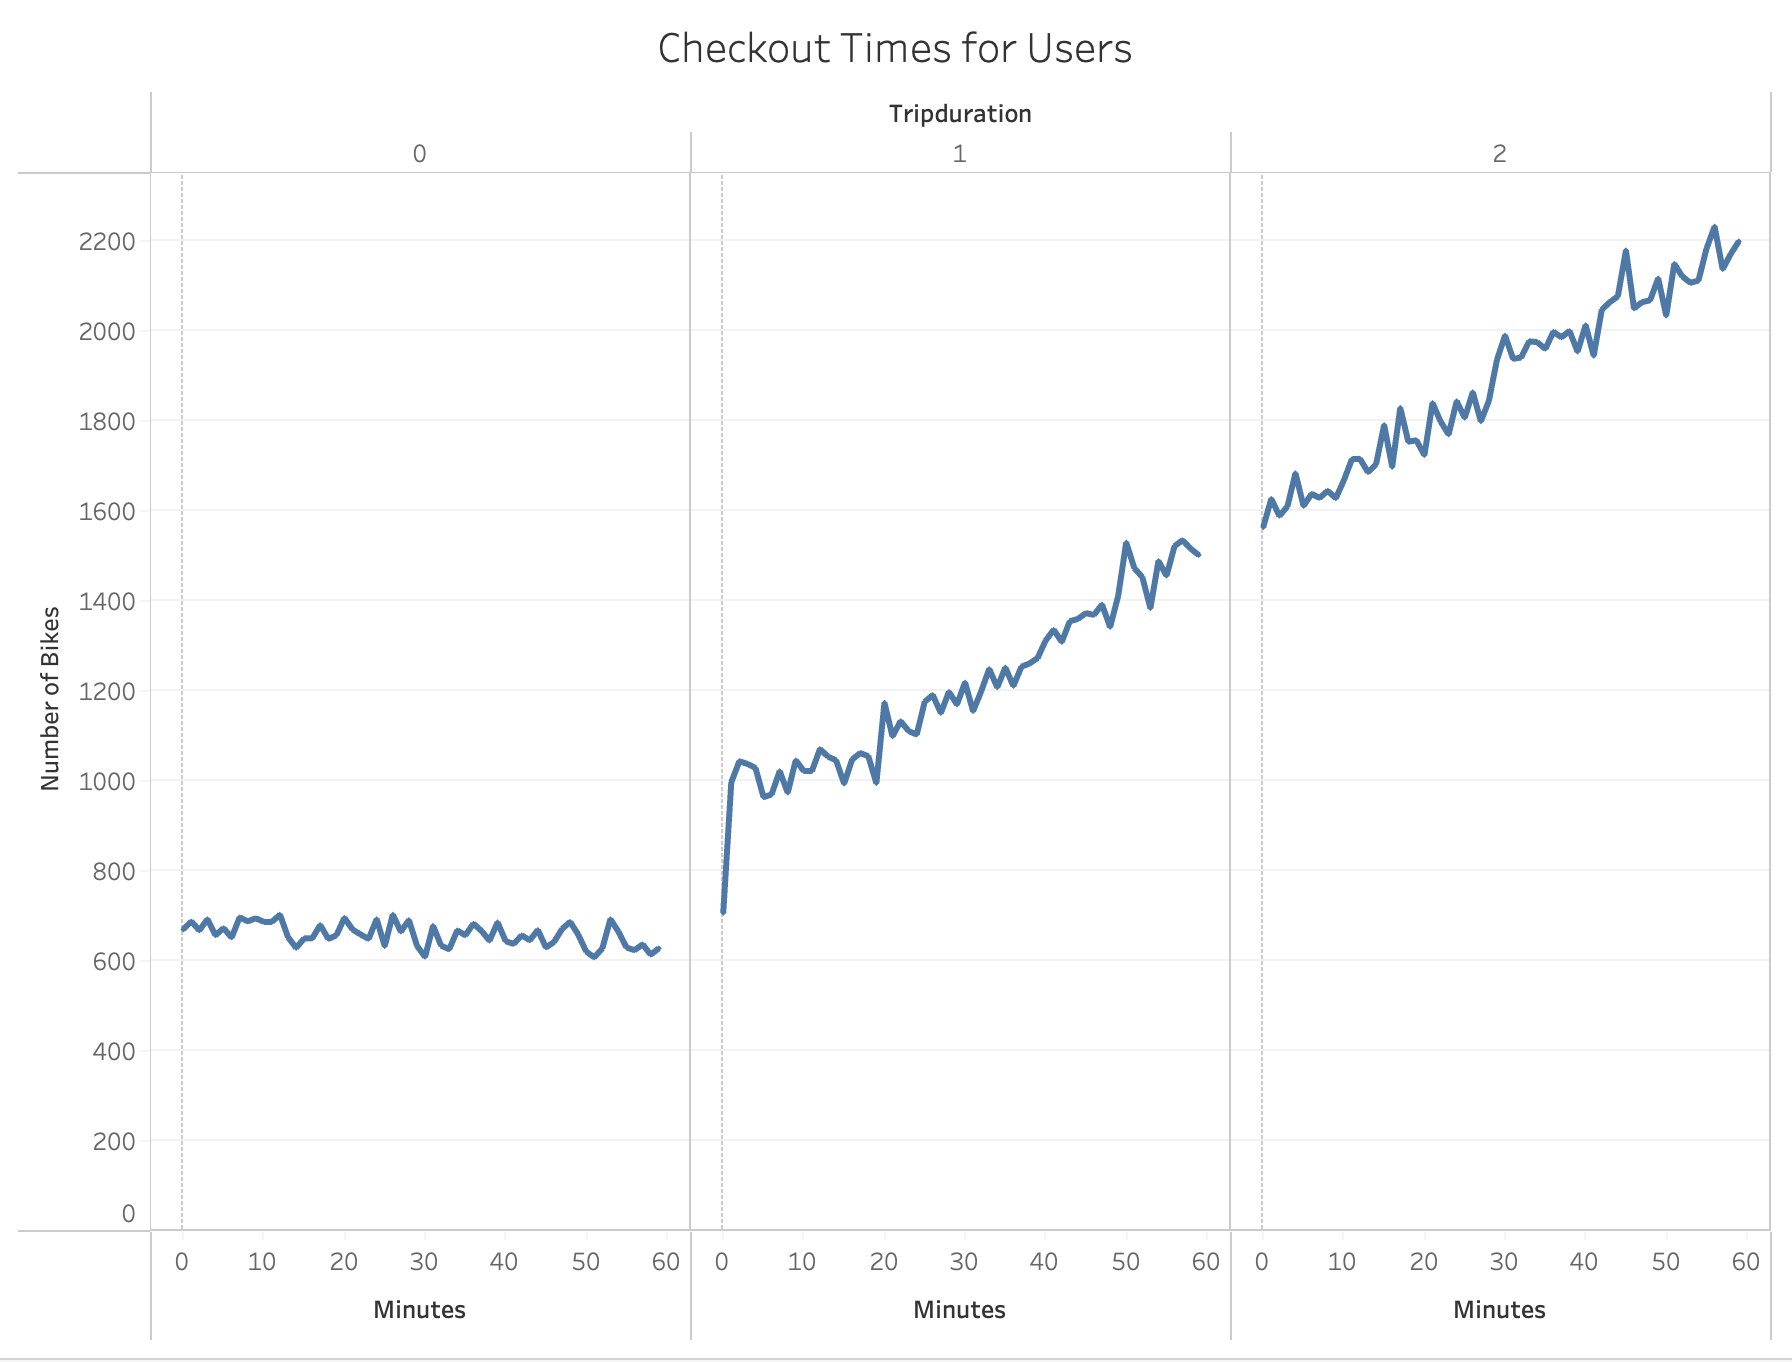 Checkout Times for Users
Tripduration
0 1 2
Number of Bikes
2200
2000
1800
1600
1400
1200
1000
800
600
400
200
0
0 10 20 30 40 50 60 0 10 20 30 40 50 60 0 10 20 30 40 50 60
Minutes Minutes Minutes